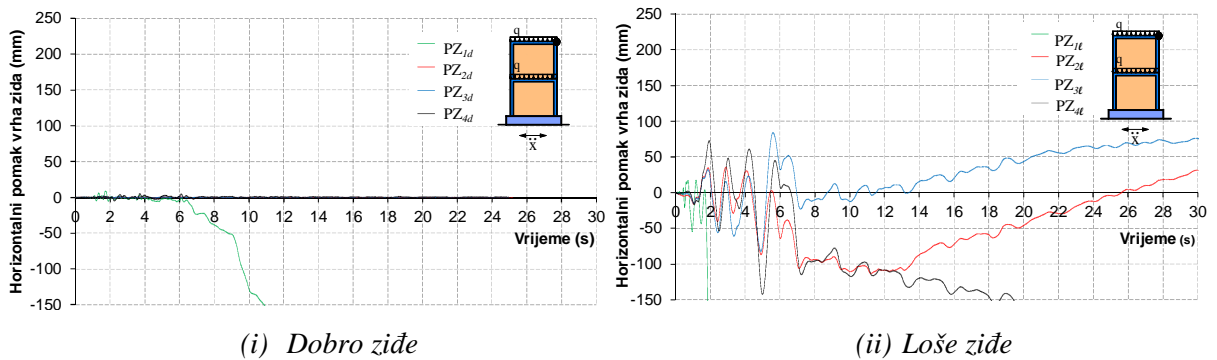 Horizontalni pomak vrha zida (mm)
250
200
150
100
50
0
-50
-100
-150
0 2 4 6 8 10 12 14 16 18 20 22 24 26 28 30
Vrijeme (s)
PZ1d
PZ2d
PZ3d
PZ4d
q
q
Ẍ
(i) Dobro ziđe
Horizontalni pomak vrha zida (mm)
250
200
150
100
50
0
-50
-100
-150
0 2 4 6 8 10 12 14 16 18 20 22 24 26 28 30
Vrijeme (s)
PZ1ℓ
PZ2ℓ
PZ3ℓ
PZ4ℓ
q
q
Ẍ
(ii) Loše ziđe